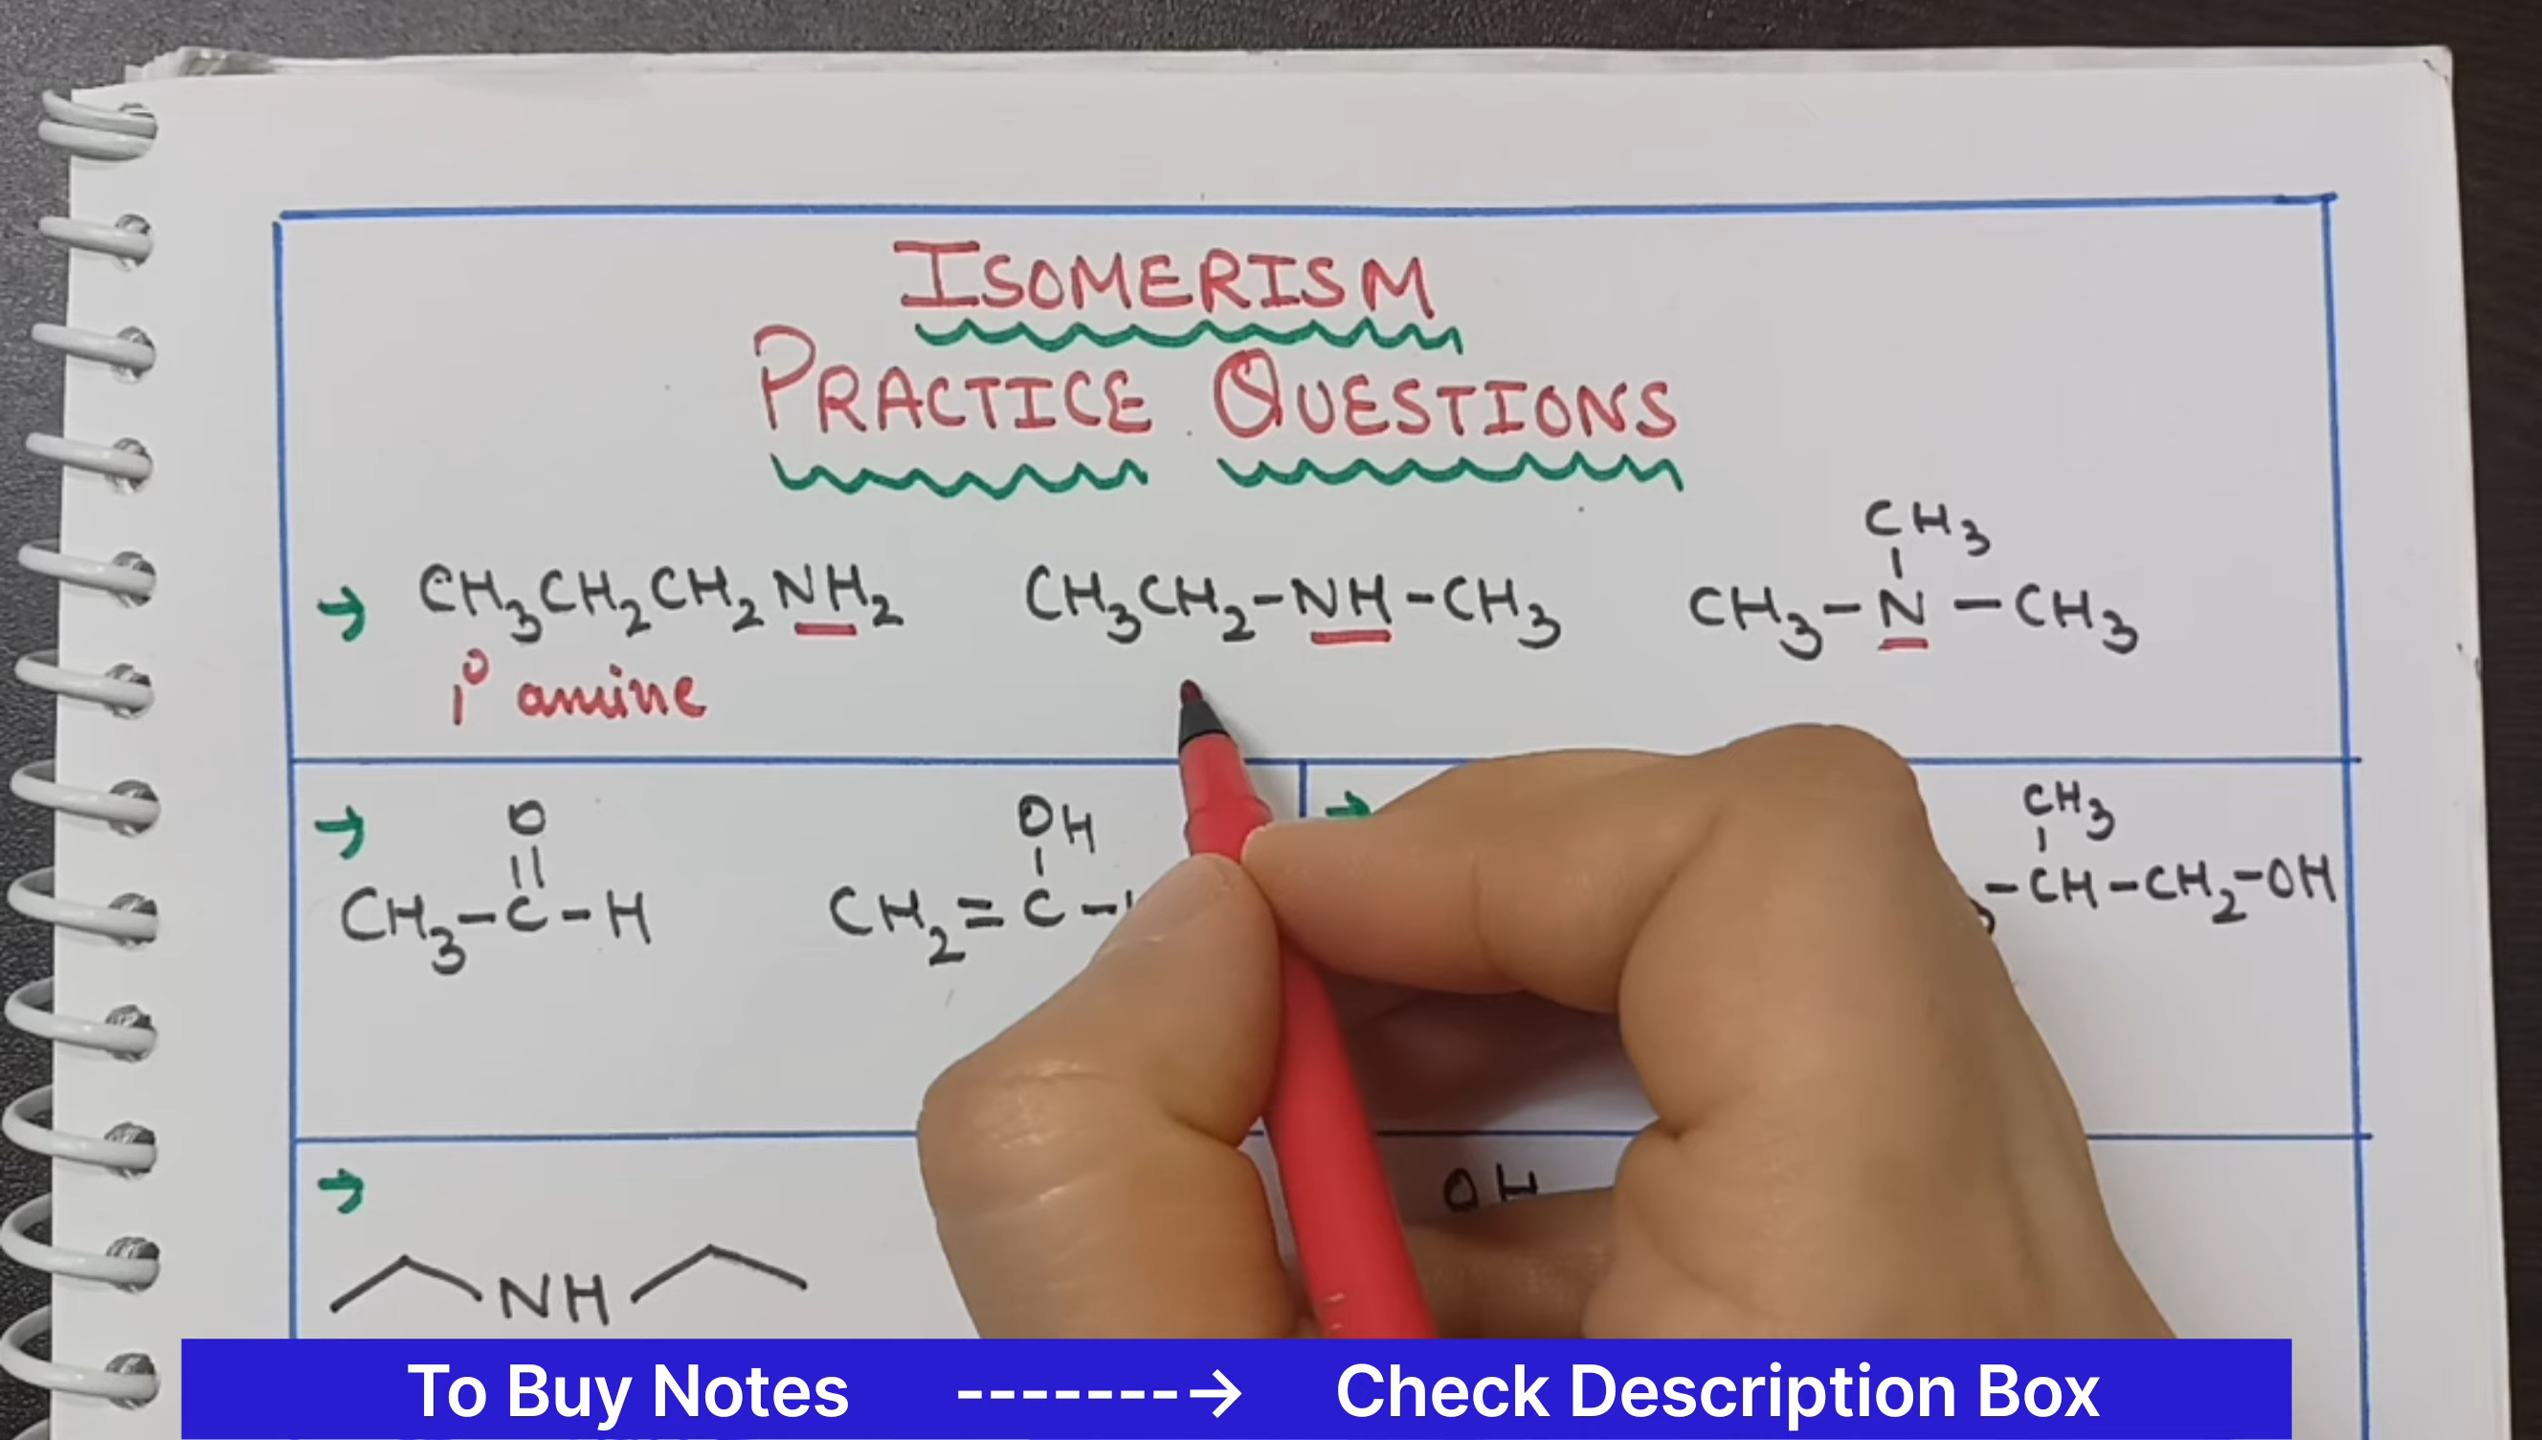 ISOMERISM
PRACTICE QUESTIONS
→ CH₃CH₂CH₂NH₂ CH₃CH₂-NH-CH₃ CH₃-N-CH₃
CH₃
1° amine
→ CH₃-C-H
O
CH₂=C-
OH
→
CH₃
-CH-CH₂-OH
→
NH
OH
To Buy Notes -------→ Check Description Box